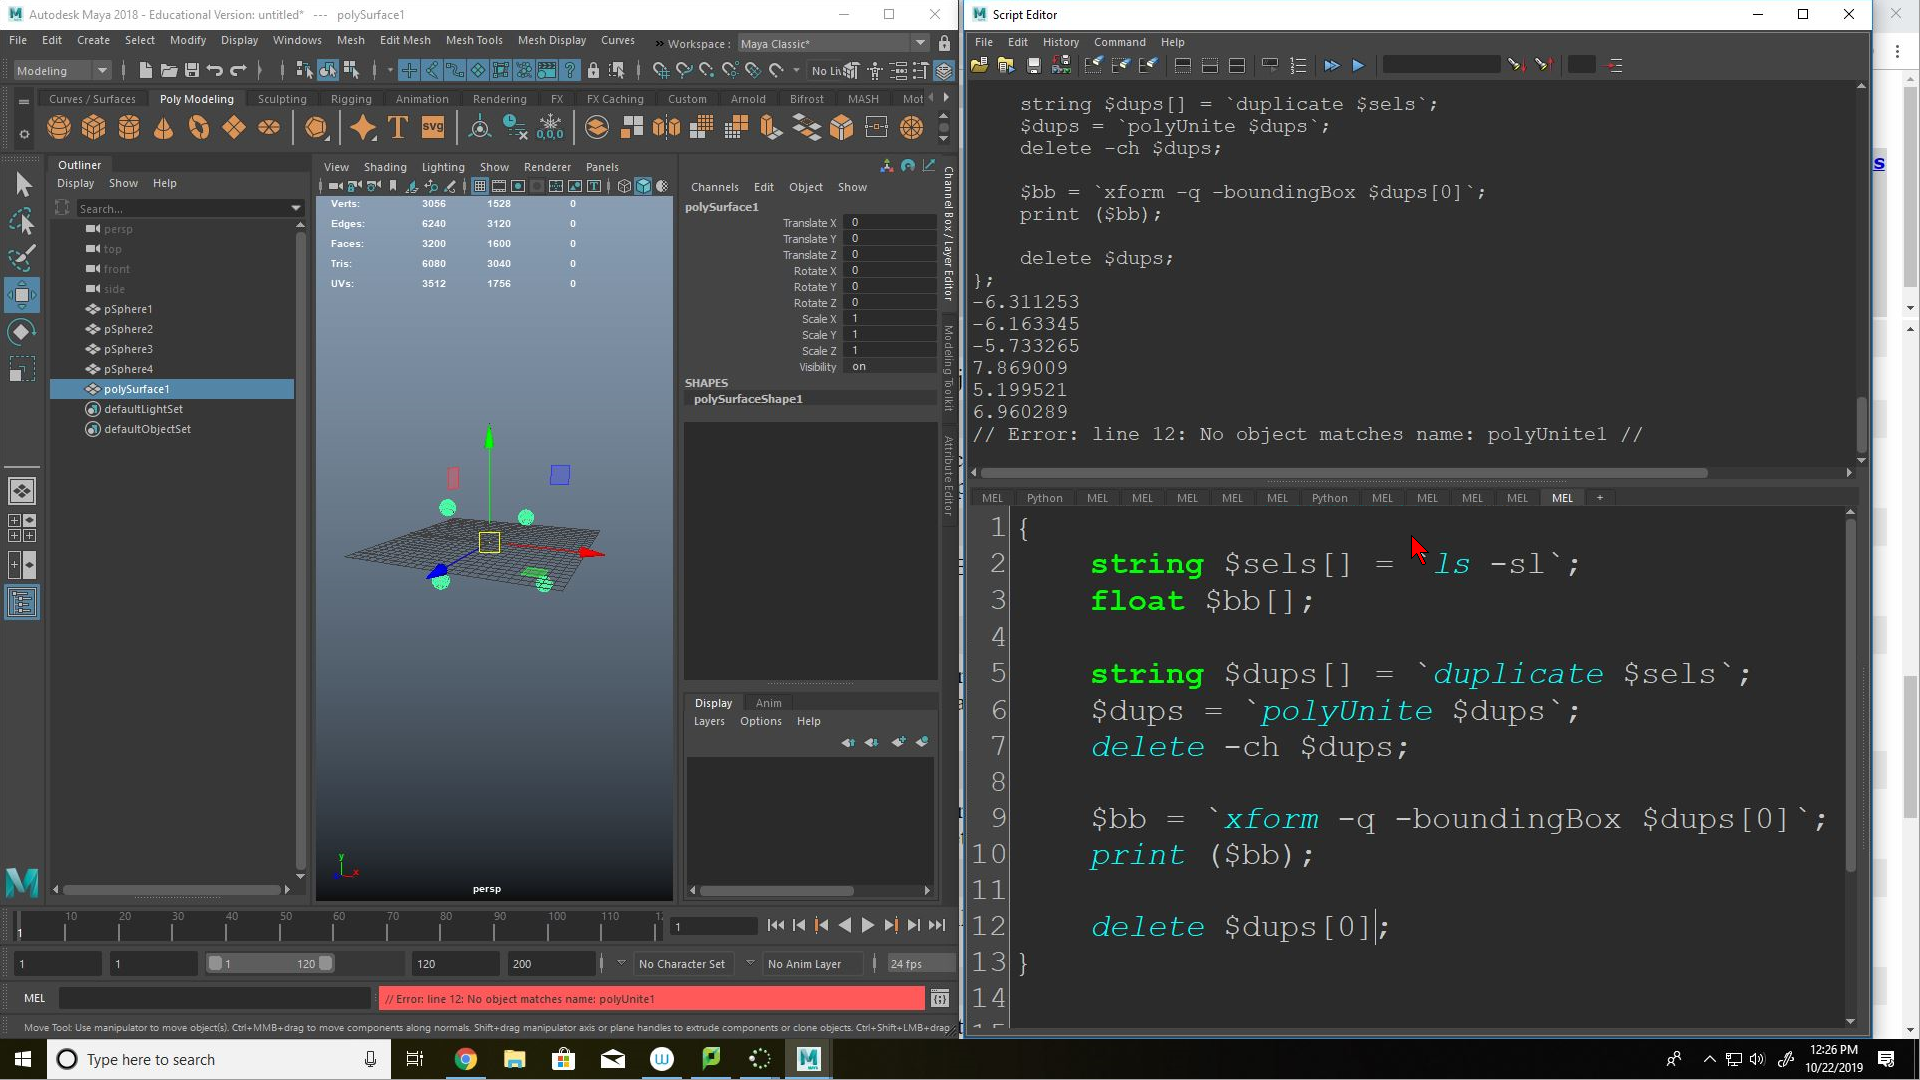 Autodesk Maya 2018 - Educational Version: untitled* --- polySurface1
File Edit Create Select Modify Display Windows Mesh Edit Mesh Mesh Tools Mesh Display Curves
Workspace : Maya Classic*
Modeling
Curves / Surfaces Poly Modeling Sculpting Rigging Animation Rendering FX FX Caching Custom Arnold Bifrost MASH Mot
Outliner
Display Show Help
Search...
persp
top
front
side
pSphere1
pSphere2
pSphere3
pSphere4
polySurface1
defaultLightSet
defaultObjectSet
View Shading Lighting Show Renderer Panels
Verts: 3056 1528 0
Edges: 6240 3120 0
Faces: 3200 1600 0
Tris: 6080 3040 0
UVs: 3512 1756 0
persp
Channels Edit Object Show
polySurface1
Translate X 0
Translate Y 0
Translate Z 0
Rotate X 0
Rotate Y 0
Rotate Z 0
Scale X 1
Scale Y 1
Scale Z 1
Visibility on
SHAPES
polySurfaceShape1
Channel Box / Layer Editor
Modeling Toolkit
Attribute Editor
Display Anim
Layers Options Help
10 20 30 40 50 60 70 80 90 100 110
1
1
1 1 1 120 120 200 No Character Set No Anim Layer 24 fps
MEL // Error: line 12: No object matches name: polyUnite1
Move Tool: Use manipulator to move object(s). Ctrl+MMB+drag to move components along normals. Shift+drag manipulator axis or plane handles to extrude components or clone objects. Ctrl+Shift+LMB+drag
Script Editor
File Edit History Command Help
string $dups[] = `duplicate $sels`;
$dups = `polyUnite $dups`;
delete -ch $dups;
$bb = `xform -q -boundingBox $dups[0]`;
print ($bb);
delete $dups;
};
-6.311253
-6.163345
-5.733265
7.869009
5.199521
6.960289
// Error: line 12: No object matches name: polyUnite1 //
MEL Python MEL MEL MEL MEL MEL Python MEL MEL MEL MEL MEL +
1 {
2 string $sels[] = `ls -sl`;
3 float $bb[];
4
5 string $dups[] = `duplicate $sels`;
6 $dups = `polyUnite $dups`;
7 delete -ch $dups;
8
9 $bb = `xform -q -boundingBox $dups[0]`;
10 print ($bb);
11
12 delete $dups[0];
13 }
14
Type here to search
12:26 PM
10/22/2019